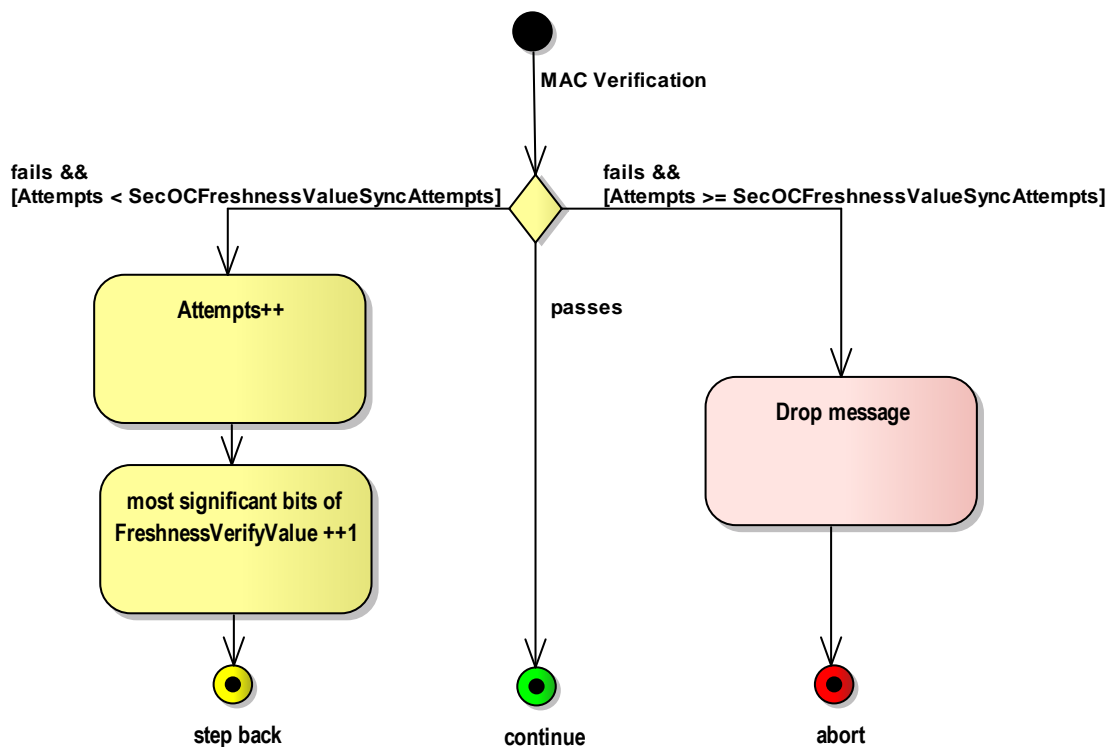 MAC Verification
fails &&
[Attempts < SecOCFreshnessValueSyncAttempts]
fails &&
[Attempts >= SecOCFreshnessValueSyncAttempts]
Attempts++
passes
Drop message
most significant bits of
FreshnessVerifyValue ++1
step back
continue
abort